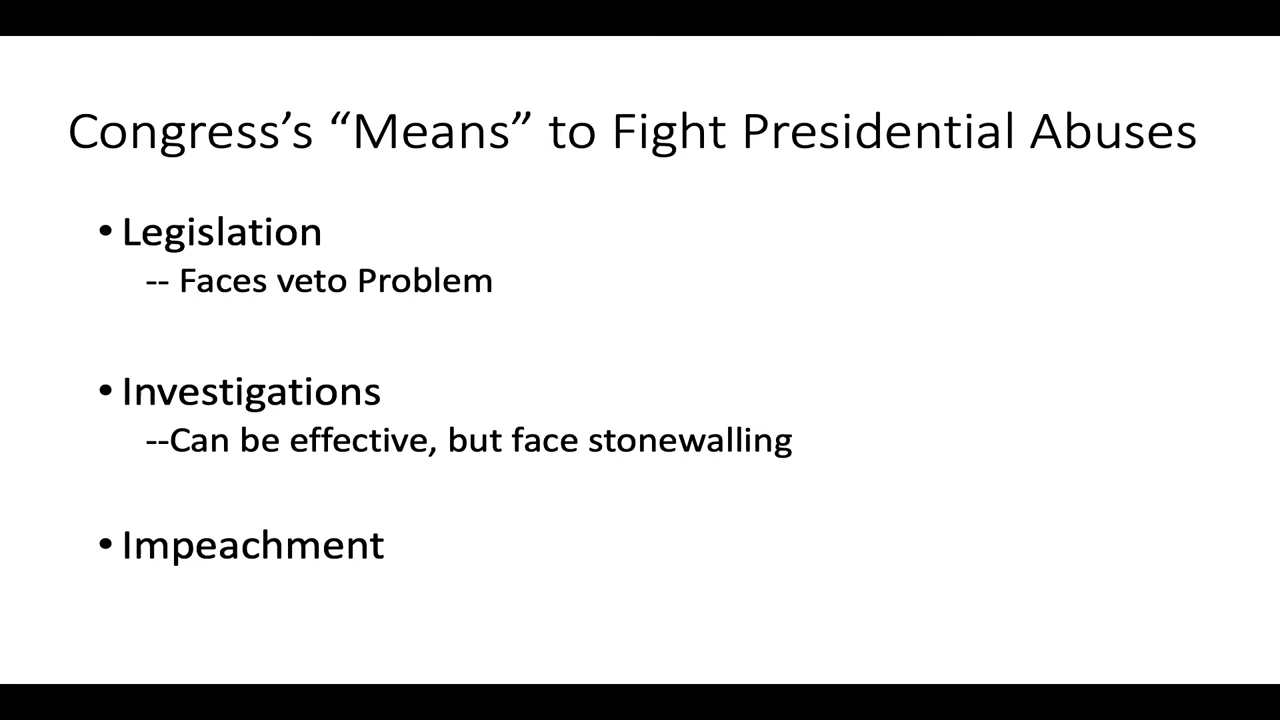 Congress’s “Means” to Fight Presidential Abuses
• Legislation
-- Faces veto Problem
• Investigations
--Can be effective, but face stonewalling
• Impeachment